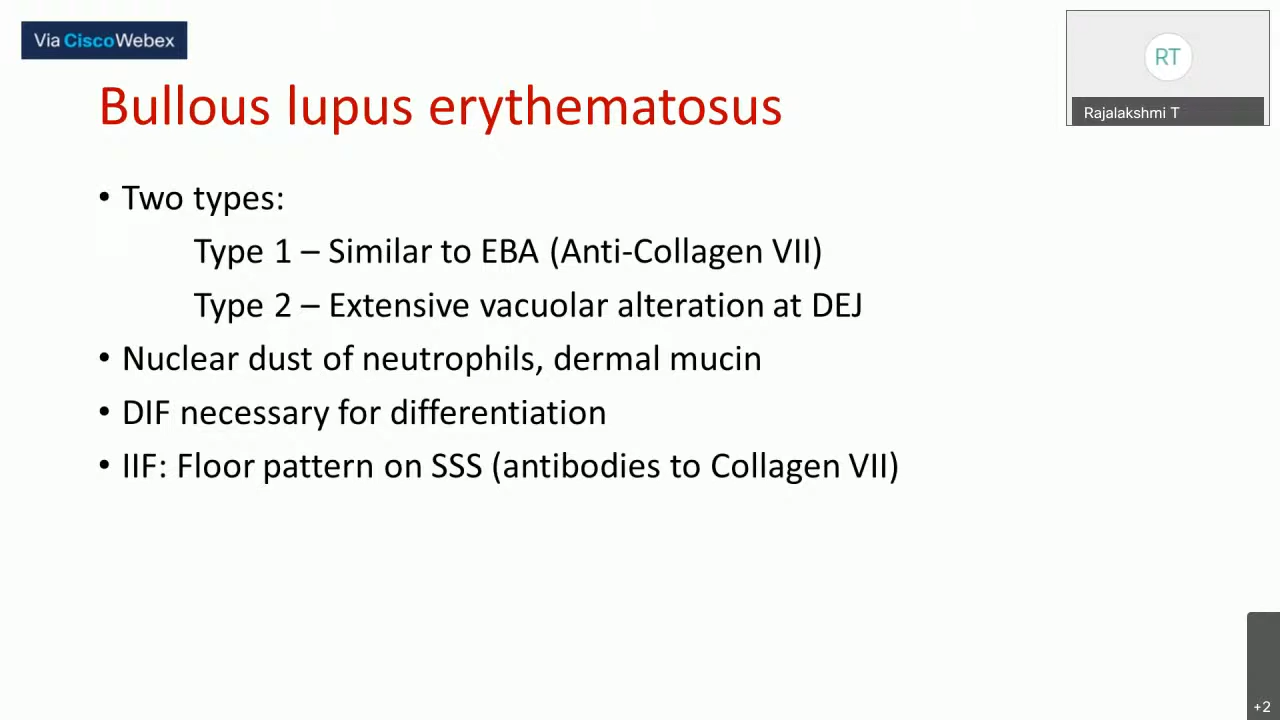 Via CiscoWebex
RT
Rajalakshmi T
Bullous lupus erythematosus
• Two types:
Type 1 – Similar to EBA (Anti-Collagen VII)
Type 2 – Extensive vacuolar alteration at DEJ
• Nuclear dust of neutrophils, dermal mucin
• DIF necessary for differentiation
• IIF: Floor pattern on SSS (antibodies to Collagen VII)
+2